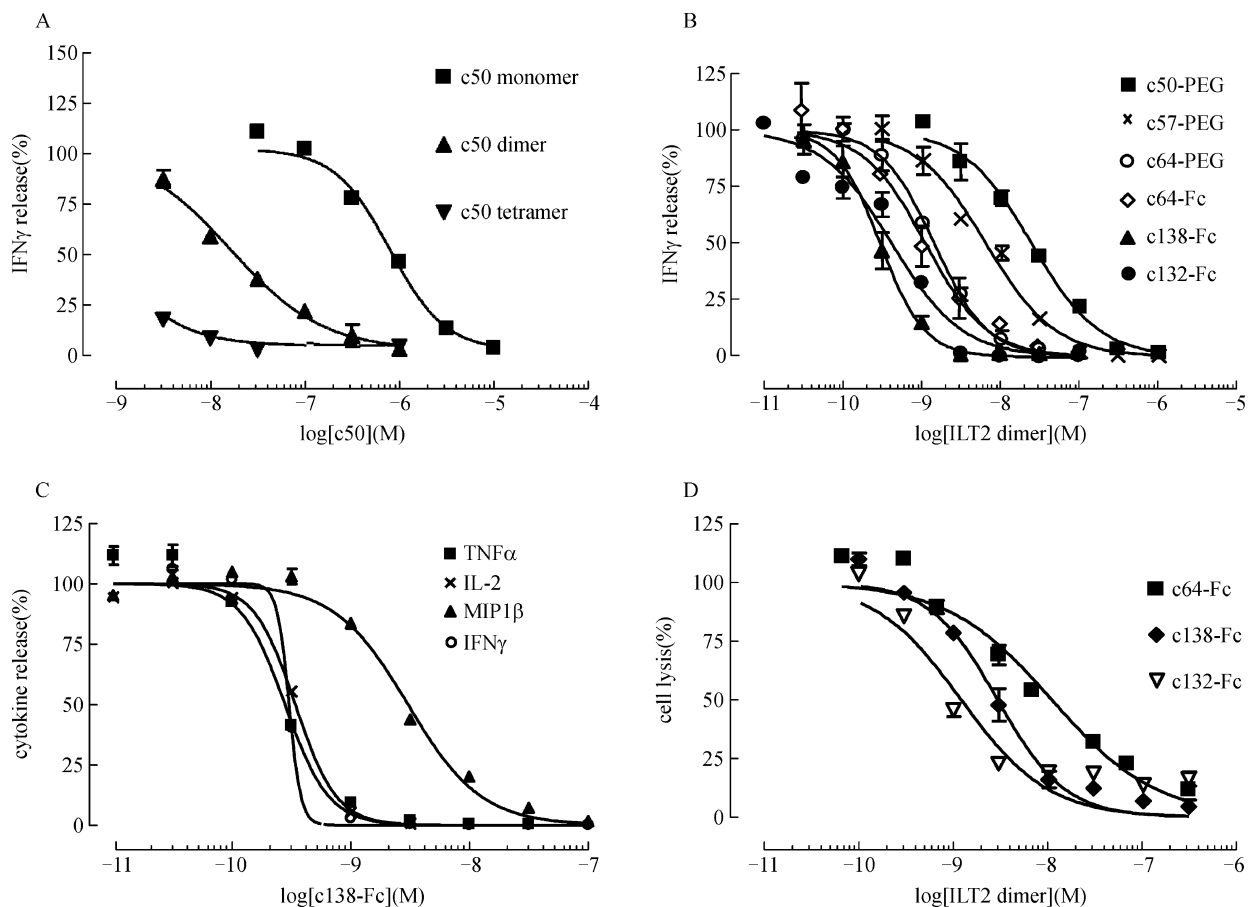 A
150
125
100
75
50
25
0
IFNγ release(%)
c50 monomer
c50 dimer
c50 tetramer
−9
−8
−7
−6
−5
−4
log[c50](M)
B
125
100
75
50
25
0
IFNγ release(%)
c50-PEG
c57-PEG
c64-PEG
c64-Fc
c138-Fc
c132-Fc
−11
−10
−9
−8
−7
−6
−5
log[ILT2 dimer](M)
C
125
100
75
50
25
0
cytokine release(%)
TNFα
IL-2
MIP1β
IFNγ
−11
−10
−9
−8
−7
log[c138-Fc](M)
D
125
100
75
50
25
0
cell lysis(%)
c64-Fc
c138-Fc
c132-Fc
−11
−10
−9
−8
−7
−6
log[ILT2 dimer](M)